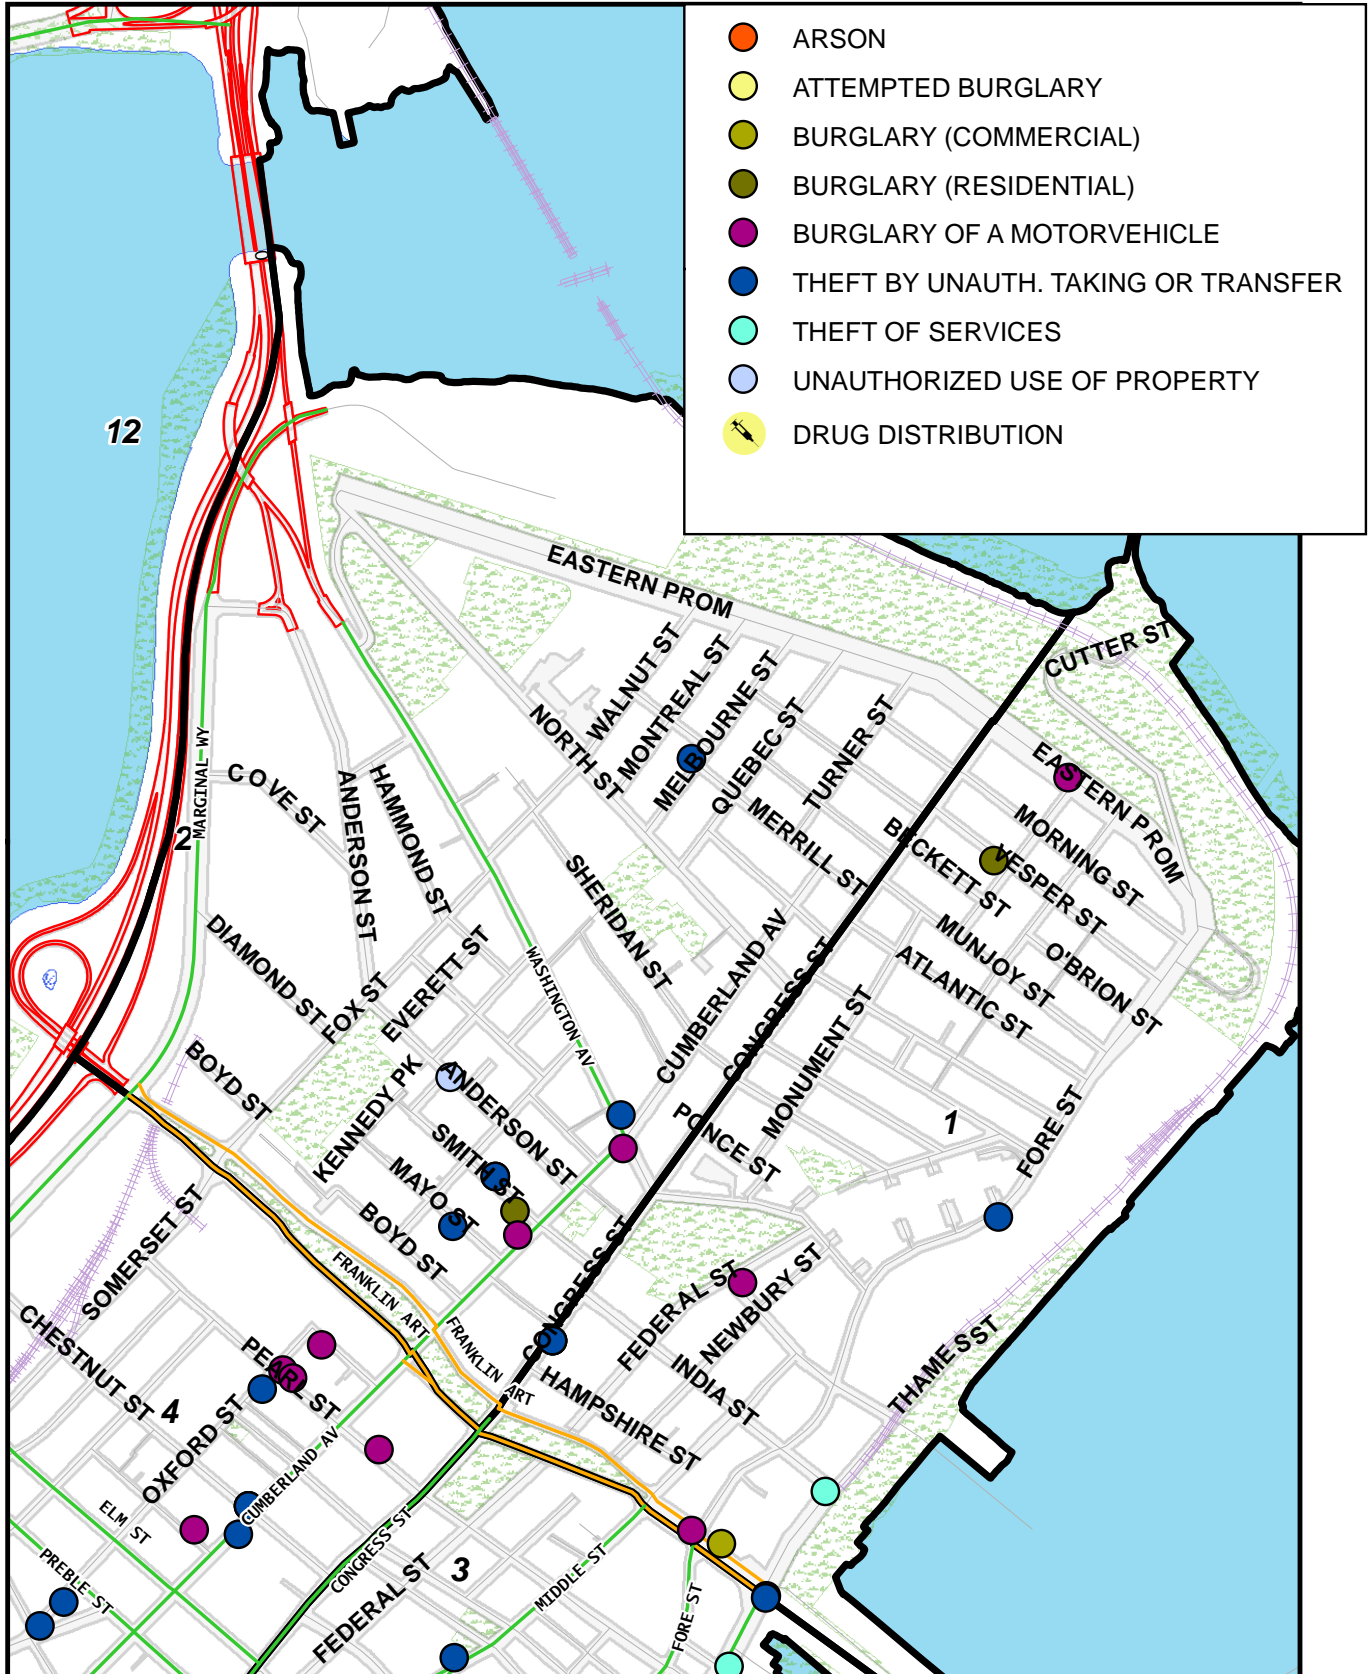 ARSON
ATTEMPTED BURGLARY
BURGLARY (COMMERCIAL)
BURGLARY (RESIDENTIAL)
BURGLARY OF A MOTORVEHICLE
THEFT BY UNAUTH. TAKING OR TRANSFER
THEFT OF SERVICES
UNAUTHORIZED USE OF PROPERTY
DRUG DISTRIBUTION
0
12
EASTERN PROM
CUTTER ST
WALNUT ST
MONTREAL ST
MELBOURNE ST
QUEBEC ST
TURNER ST
NORTH ST
EASTERN PROM
MARGINAL WY
COVE ST
ANDERSON ST
HAMMOND ST
MERRILL ST
BECKETT ST
MORNING ST
VESPER ST
2
SHERIDAN ST
MUNJOY ST
O'BRION ST
ATLANTIC ST
DIAMOND ST
FOX ST
EVERETT ST
WASHINGTON AV
CUMBERLAND AV
CONGRESS ST
MONUMENT ST
BOYD ST
KENNEDY PK
ANDERSON ST
PONCE ST
1
FORE ST
SMITH ST
MAYO ST
BOYD ST
SOMERSET ST
FRANKLIN ART
FRANKLIN ART
CONGRESS ST
FEDERAL ST
NEWBURY ST
INDIA ST
THAMES ST
HAMPSHIRE ST
CHESTNUT ST
PEARL ST
4
OXFORD ST
CUMBERLAND AV
ELM ST
PREBLE ST
CONGRESS ST
FEDERAL ST
3
MIDDLE ST
FORE ST